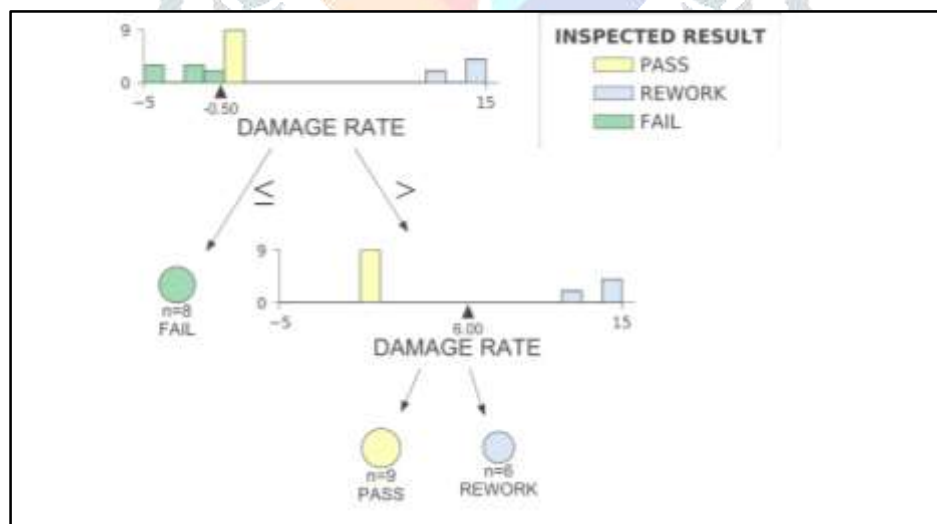 9
0
−5
-0.50
15
DAMAGE RATE
INSPECTED RESULT
PASS
REWORK
FAIL
≤
>
n=8
FAIL
9
0
−5
6.00
15
DAMAGE RATE
n=9
PASS
n=6
REWORK